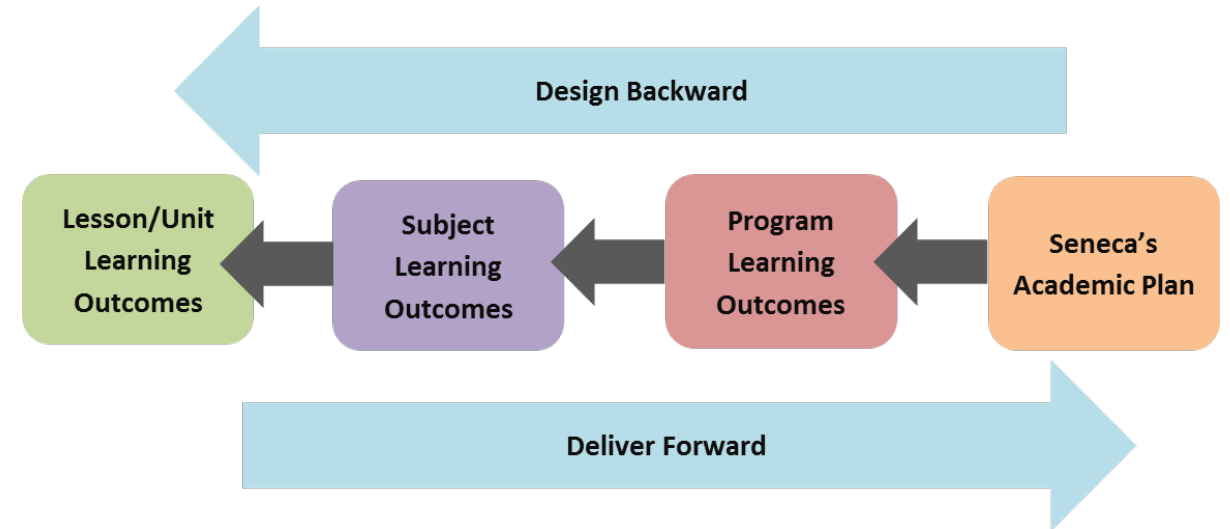 Design Backward
Lesson/Unit
Learning
Outcomes
Subject
Learning
Outcomes
Program
Learning
Outcomes
Seneca’s
Academic Plan
Deliver Forward